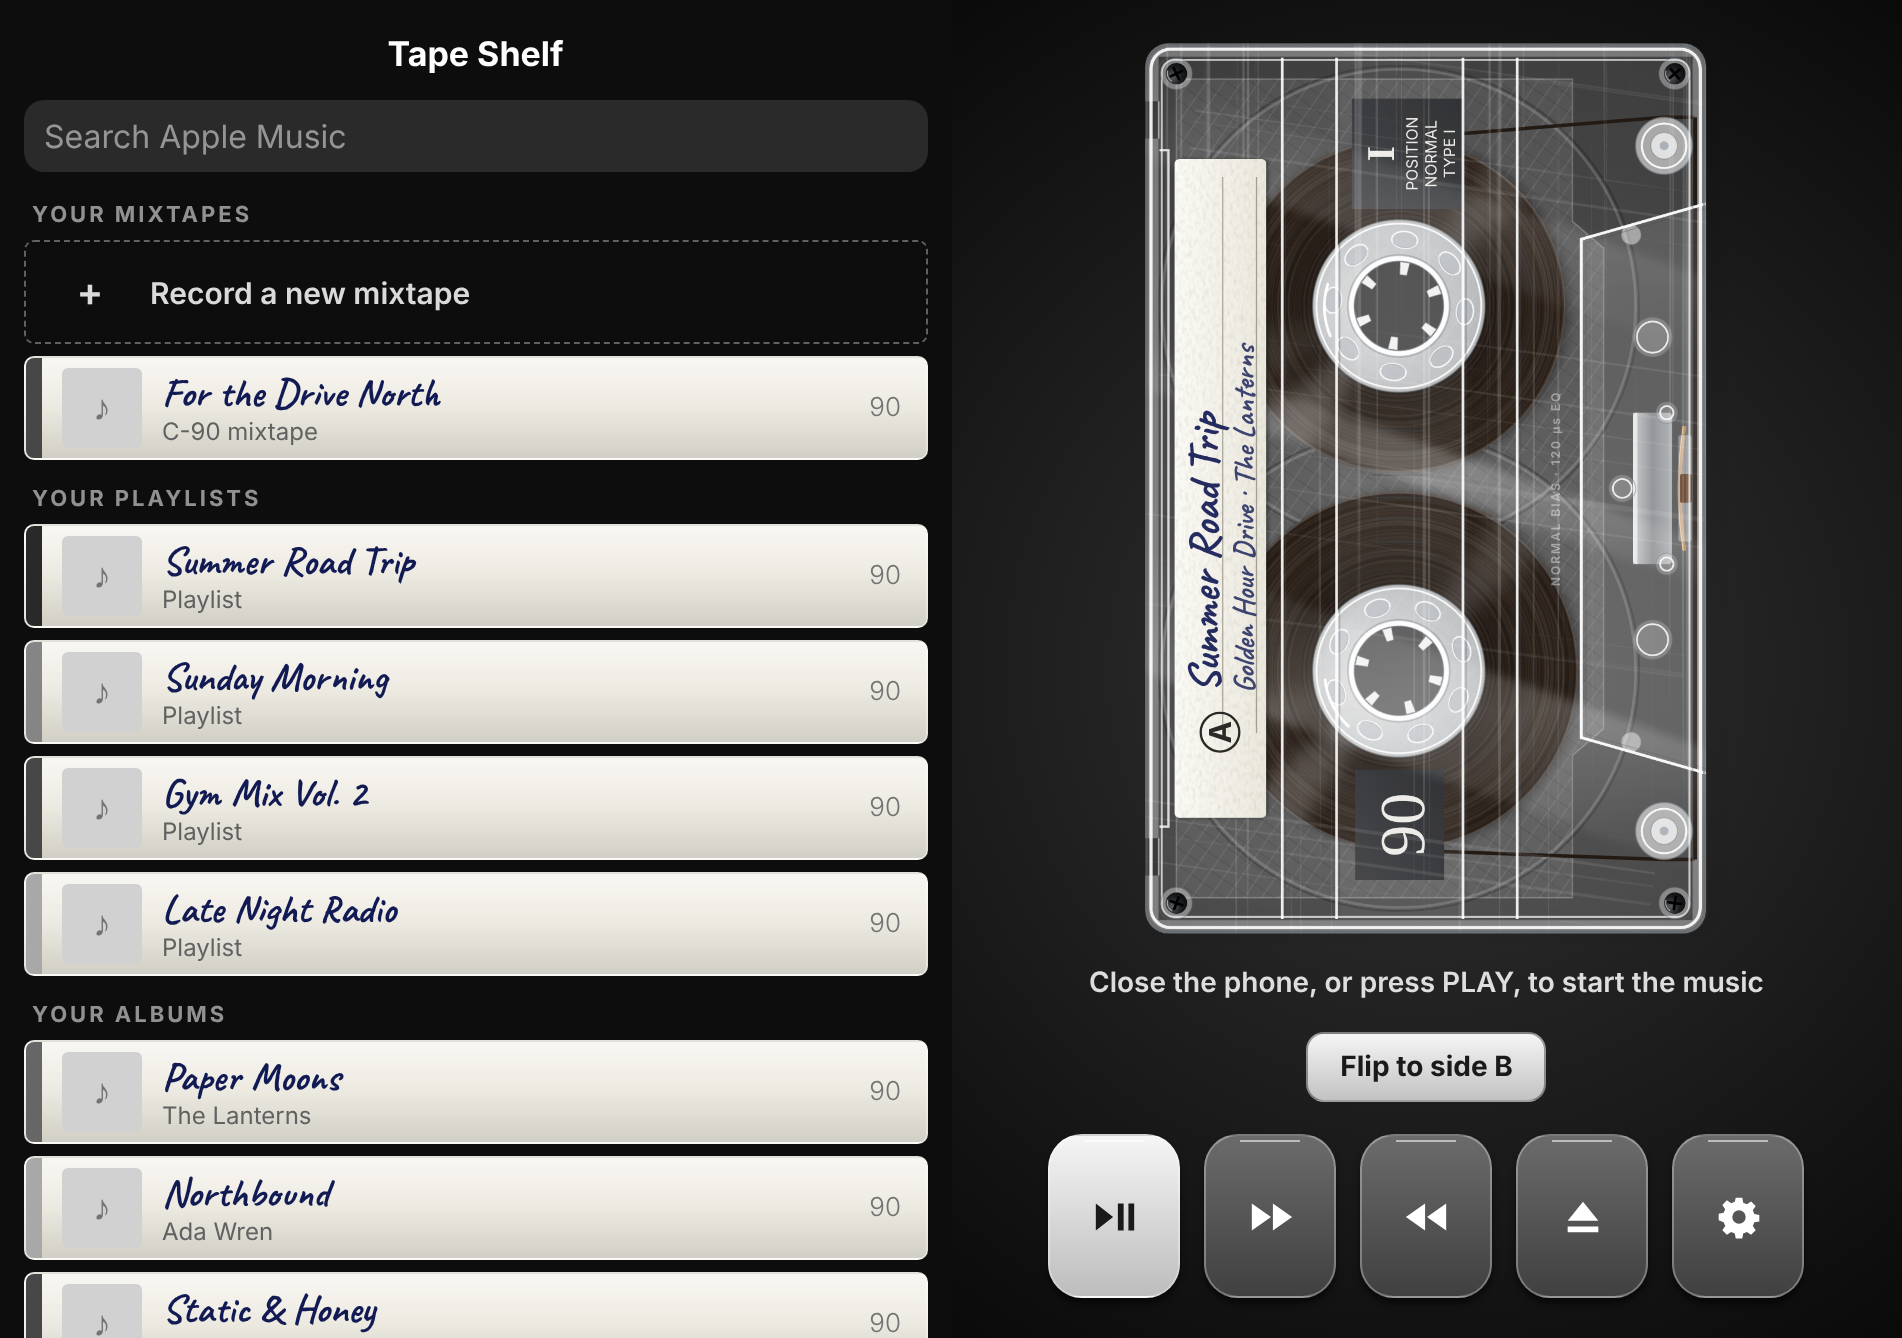 Tape Shelf
Search Apple Music
YOUR MIXTAPES
+ Record a new mixtape
For the Drive North
C-90 mixtape
90
YOUR PLAYLISTS
Summer Road Trip
Playlist
90
Sunday Morning
Playlist
90
Gym Mix Vol. 2
Playlist
90
Late Night Radio
Playlist
90
YOUR ALBUMS
Paper Moons
The Lanterns
90
Northbound
Ada Wren
90
Static & Honey
90
A
Summer Road Trip
Golden Hour Drive · The Lanterns
I
POSITION
NORMAL
TYPE I
90
NORMAL BIAS · 120 µs EQ
Close the phone, or press PLAY, to start the music
Flip to side B